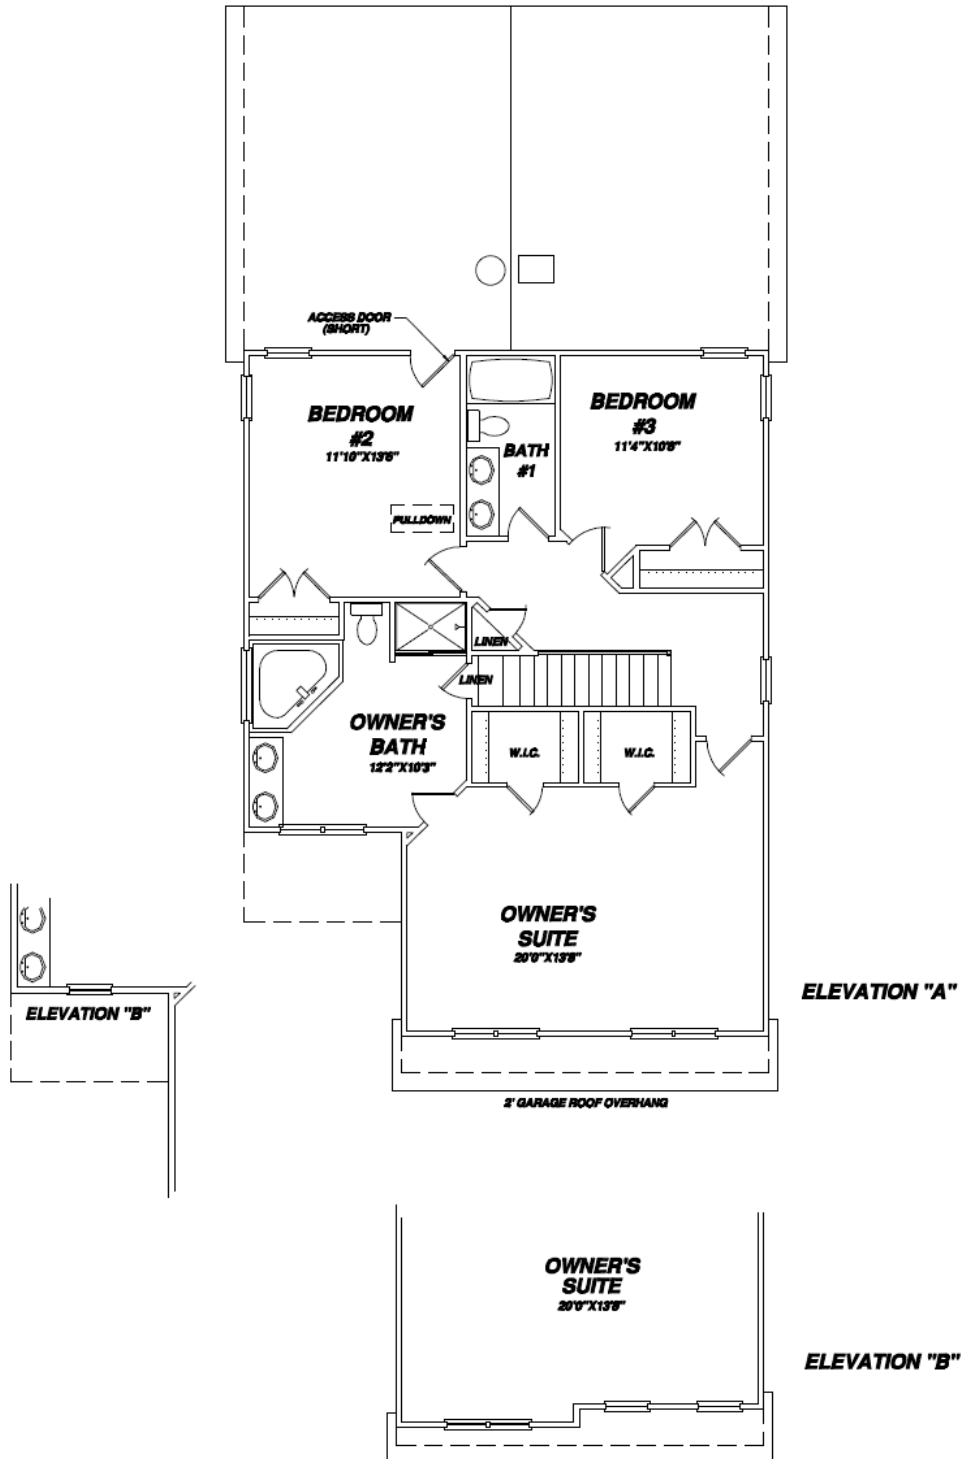 ACCESS DOOR
(SHORT)
BEDROOM
#2
11'10"X13'6"
BEDROOM
#3
11'4"X10'8"
BATH
#1
PULLDOWN
LINEN
LINEN
OWNER'S
BATH
12'2"X10'3"
W.I.C.
W.I.C.
OWNER'S
SUITE
20'0"X13'8"
ELEVATION "A"
ELEVATION "B"
2' GARAGE ROOF OVERHANG
OWNER'S
SUITE
20'0"X13'8"
ELEVATION "B"